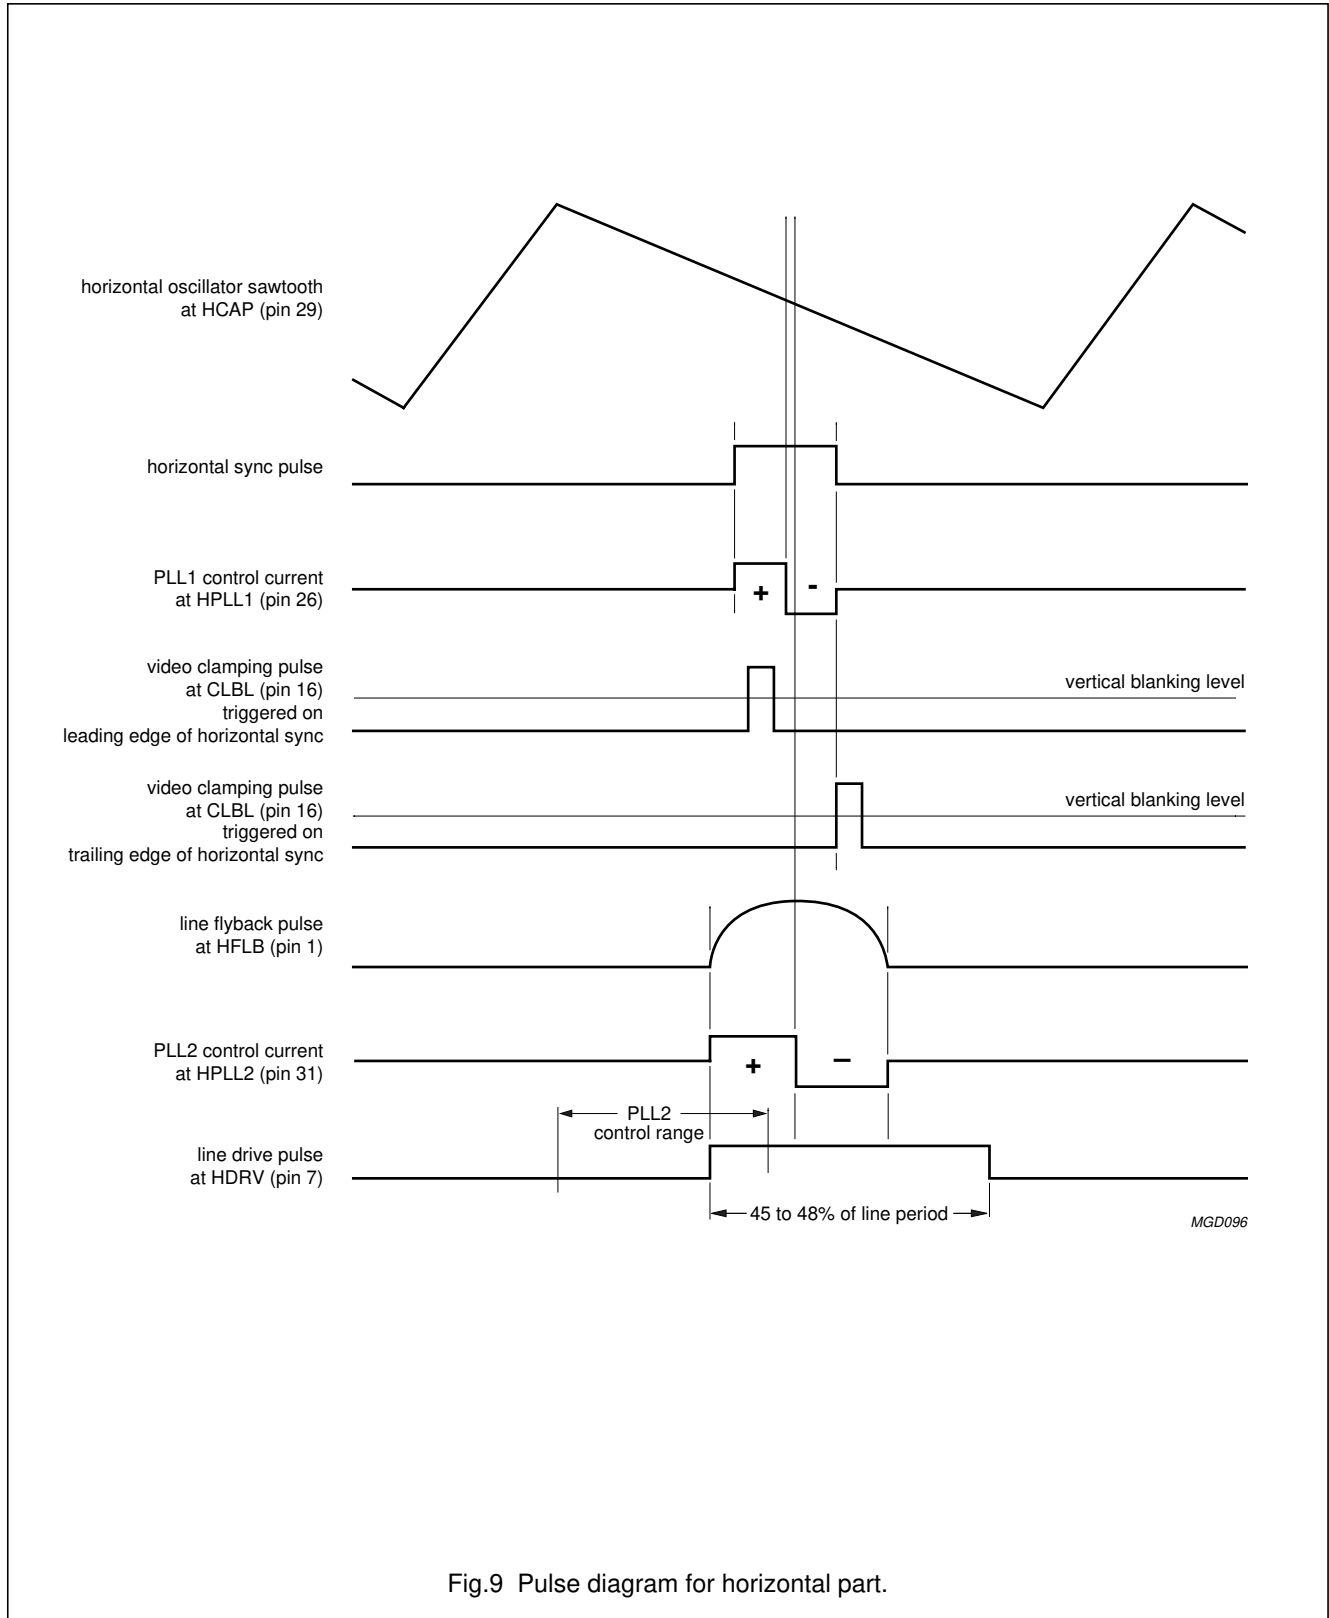 horizontal oscillator sawtooth
at HCAP (pin 29)
horizontal sync pulse
PLL1 control current
at HPLL1 (pin 26)
+
-
video clamping pulse
at CLBL (pin 16)
triggered on
leading edge of horizontal sync
vertical blanking level
video clamping pulse
at CLBL (pin 16)
triggered on
trailing edge of horizontal sync
vertical blanking level
line flyback pulse
at HFLB (pin 1)
PLL2 control current
at HPLL2 (pin 31)
+
−
PLL2
control range
line drive pulse
at HDRV (pin 7)
45 to 48% of line period
MGD096
Fig.9 Pulse diagram for horizontal part.